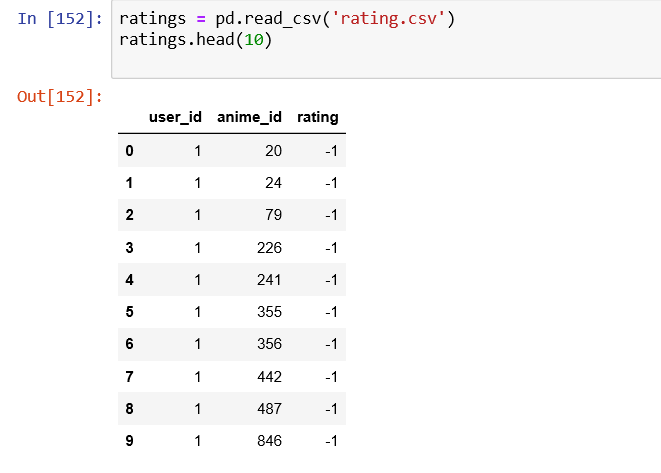 In [152]: ratings = pd.read_csv('rating.csv')
ratings.head(10)
Out[152]:
user_id anime_id rating
0 1 20 -1
1 1 24 -1
2 1 79 -1
3 1 226 -1
4 1 241 -1
5 1 355 -1
6 1 356 -1
7 1 442 -1
8 1 487 -1
9 1 846 -1